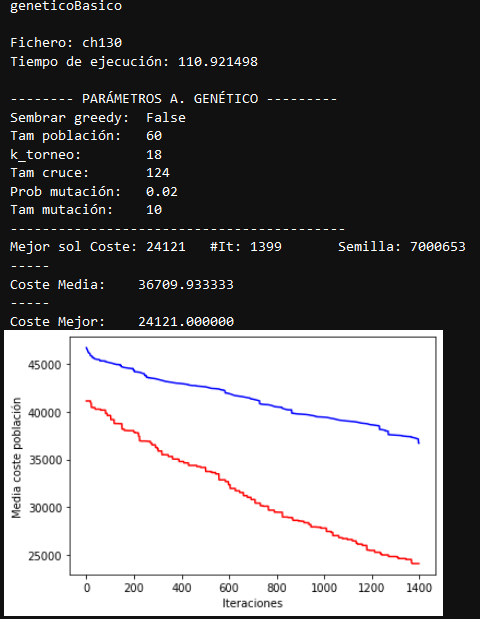 geneticoBasico
Fichero: ch130
Tiempo de ejecución: 110.921498
-------- PARÁMETROS A. GENÉTICO ---------
Sembrar greedy: False
Tam población: 60
k_torneo: 18
Tam cruce: 124
Prob mutación: 0.02
Tam mutación: 10
------------------------------------------
Mejor sol Coste: 24121 #It: 1399 Semilla: 7000653
-----
Coste Media: 36709.933333
-----
Coste Mejor: 24121.000000
Media coste población
45000
40000
35000
30000
25000
0 200 400 600 800 1000 1200 1400
Iteraciones